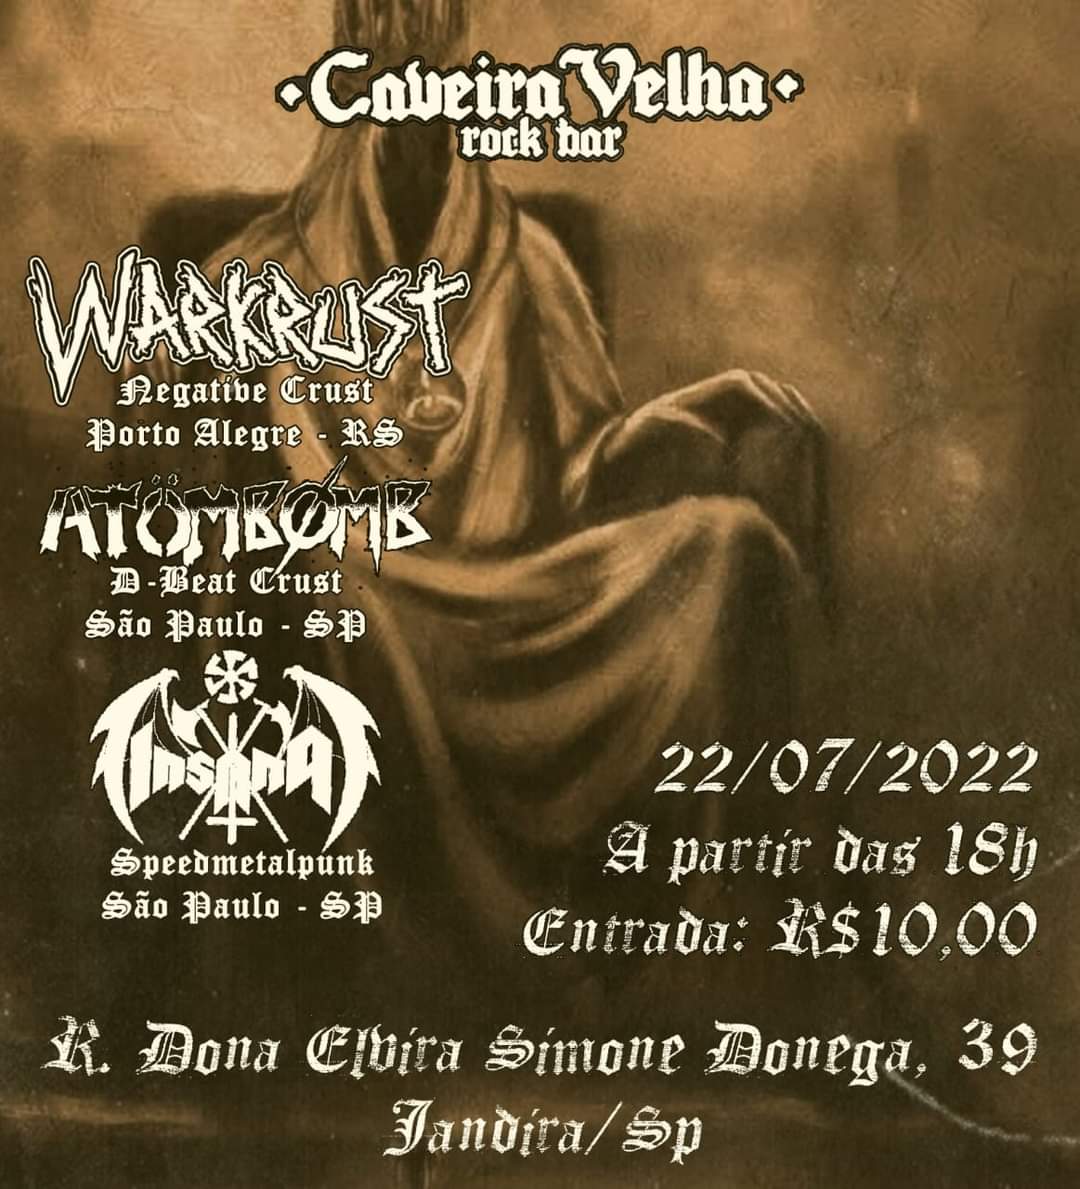 Caveira Velha
rock bar
WARKRUST
Negative Crust
Porto Alegre - RS
ATÖMBØMB
D-Beat Crust
São Paulo - SP
Insana
Speedmetalpunk
São Paulo - SP
22/07/2022
A partir das 18h
Entrada: R$10,00
R. Dona Elvira Simone Donega, 39
Jandira/Sp